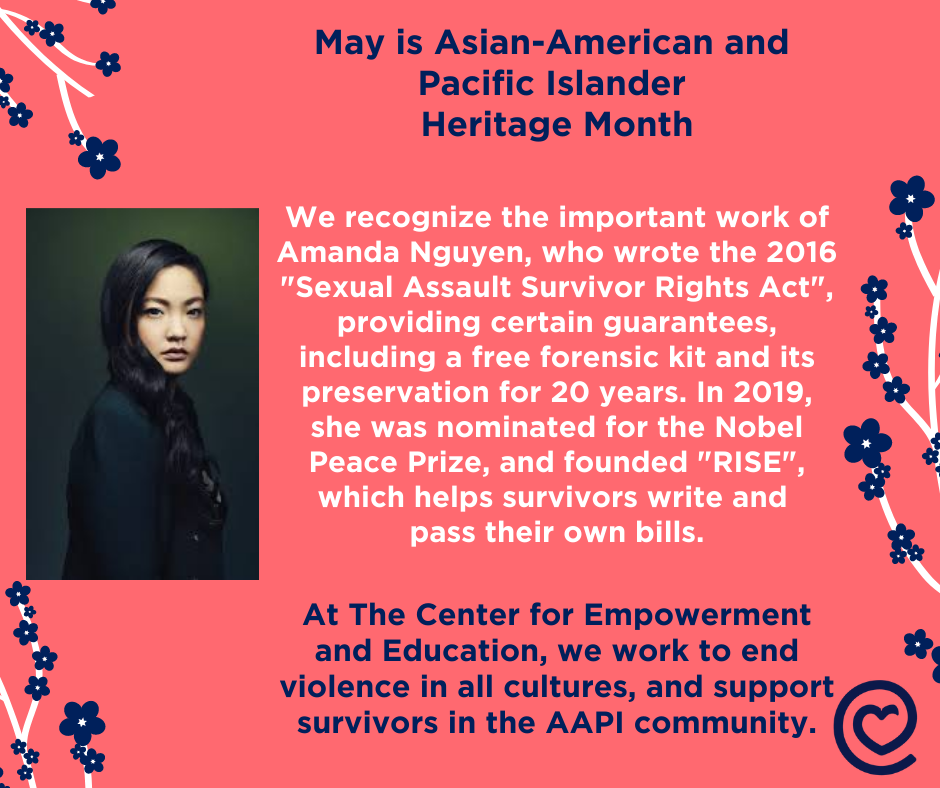 May is Asian-American and
Pacific Islander
Heritage Month
We recognize the important work of
Amanda Nguyen, who wrote the 2016
"Sexual Assault Survivor Rights Act",
providing certain guarantees,
including a free forensic kit and its
preservation for 20 years. In 2019,
she was nominated for the Nobel
Peace Prize, and founded "RISE",
which helps survivors write and
pass their own bills.
At The Center for Empowerment
and Education, we work to end
violence in all cultures, and support
survivors in the AAPI community.